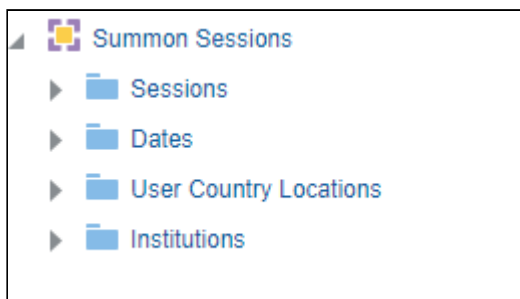 Summon Sessions
Sessions
Dates
User Country Locations
Institutions